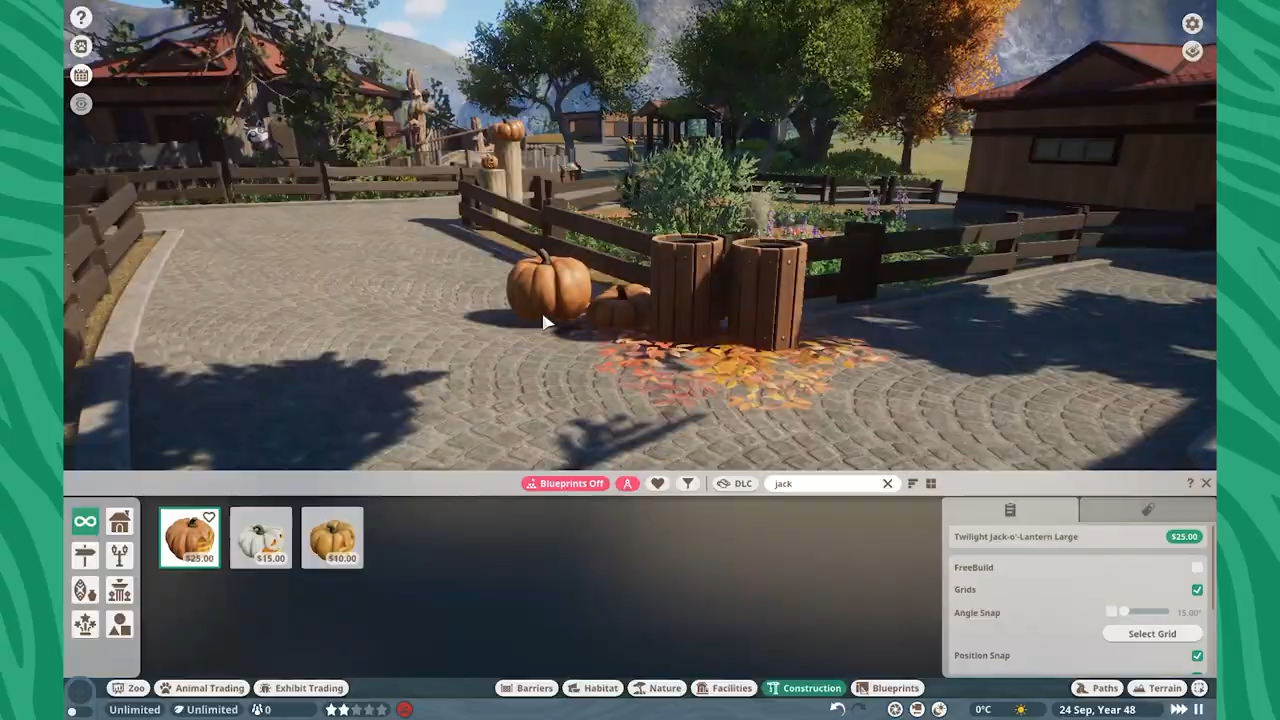 ?
Blueprints Off
DLC
jack
?
$25.00
$15.00
$10.00
Twilight Jack-o'-Lantern Large
$25.00
FreeBuild
Grids
Angle Snap
15.00°
Select Grid
Position Snap
Zoo
Animal Trading
Exhibit Trading
Barriers
Habitat
Nature
Facilities
Construction
Blueprints
Paths
Terrain
Unlimited
Unlimited
0
0°C
24 Sep, Year 48